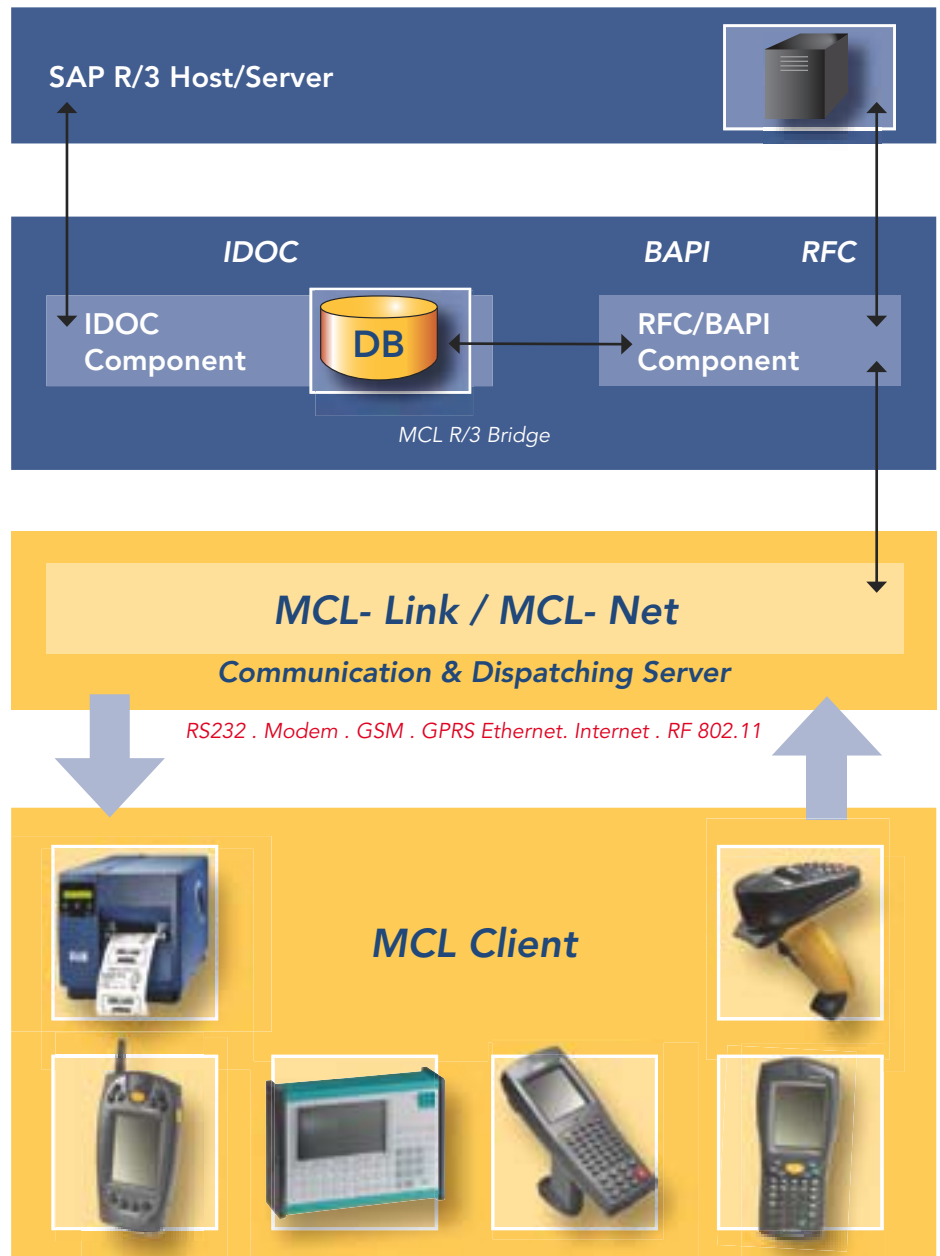 SAP R/3 Host/Server
IDOC
BAPI
RFC
IDOC
Component
DB
RFC/BAPI
Component
MCL R/3 Bridge
MCL- Link / MCL- Net
Communication & Dispatching Server
RS232 . Modem . GSM . GPRS Ethernet. Internet . RF 802.11
MCL Client